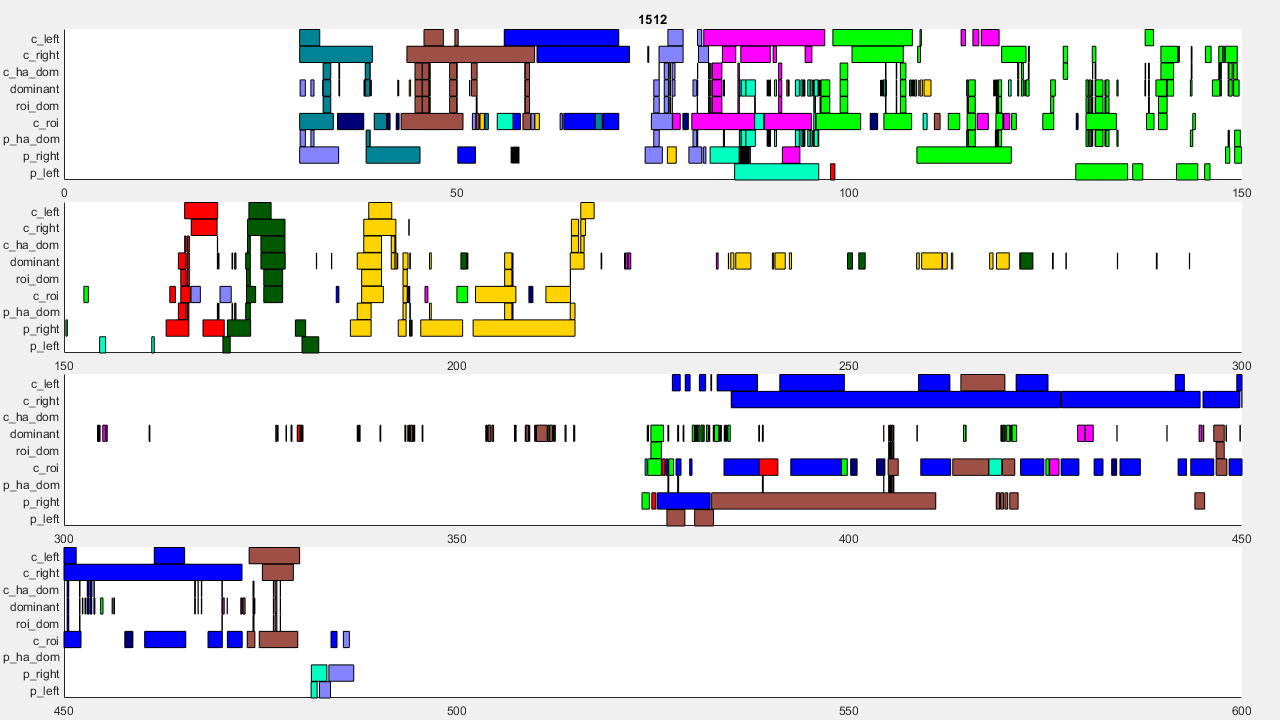 1512
c_left
c_right
c_ha_dom
dominant
roi_dom
c_roi
p_ha_dom
p_right
p_left
0 50 100 150
c_left
c_right
c_ha_dom
dominant
roi_dom
c_roi
p_ha_dom
p_right
p_left
150 200 250 300
c_left
c_right
c_ha_dom
dominant
roi_dom
c_roi
p_ha_dom
p_right
p_left
300 350 400 450
c_left
c_right
c_ha_dom
dominant
roi_dom
c_roi
p_ha_dom
p_right
p_left
450 500 550 600